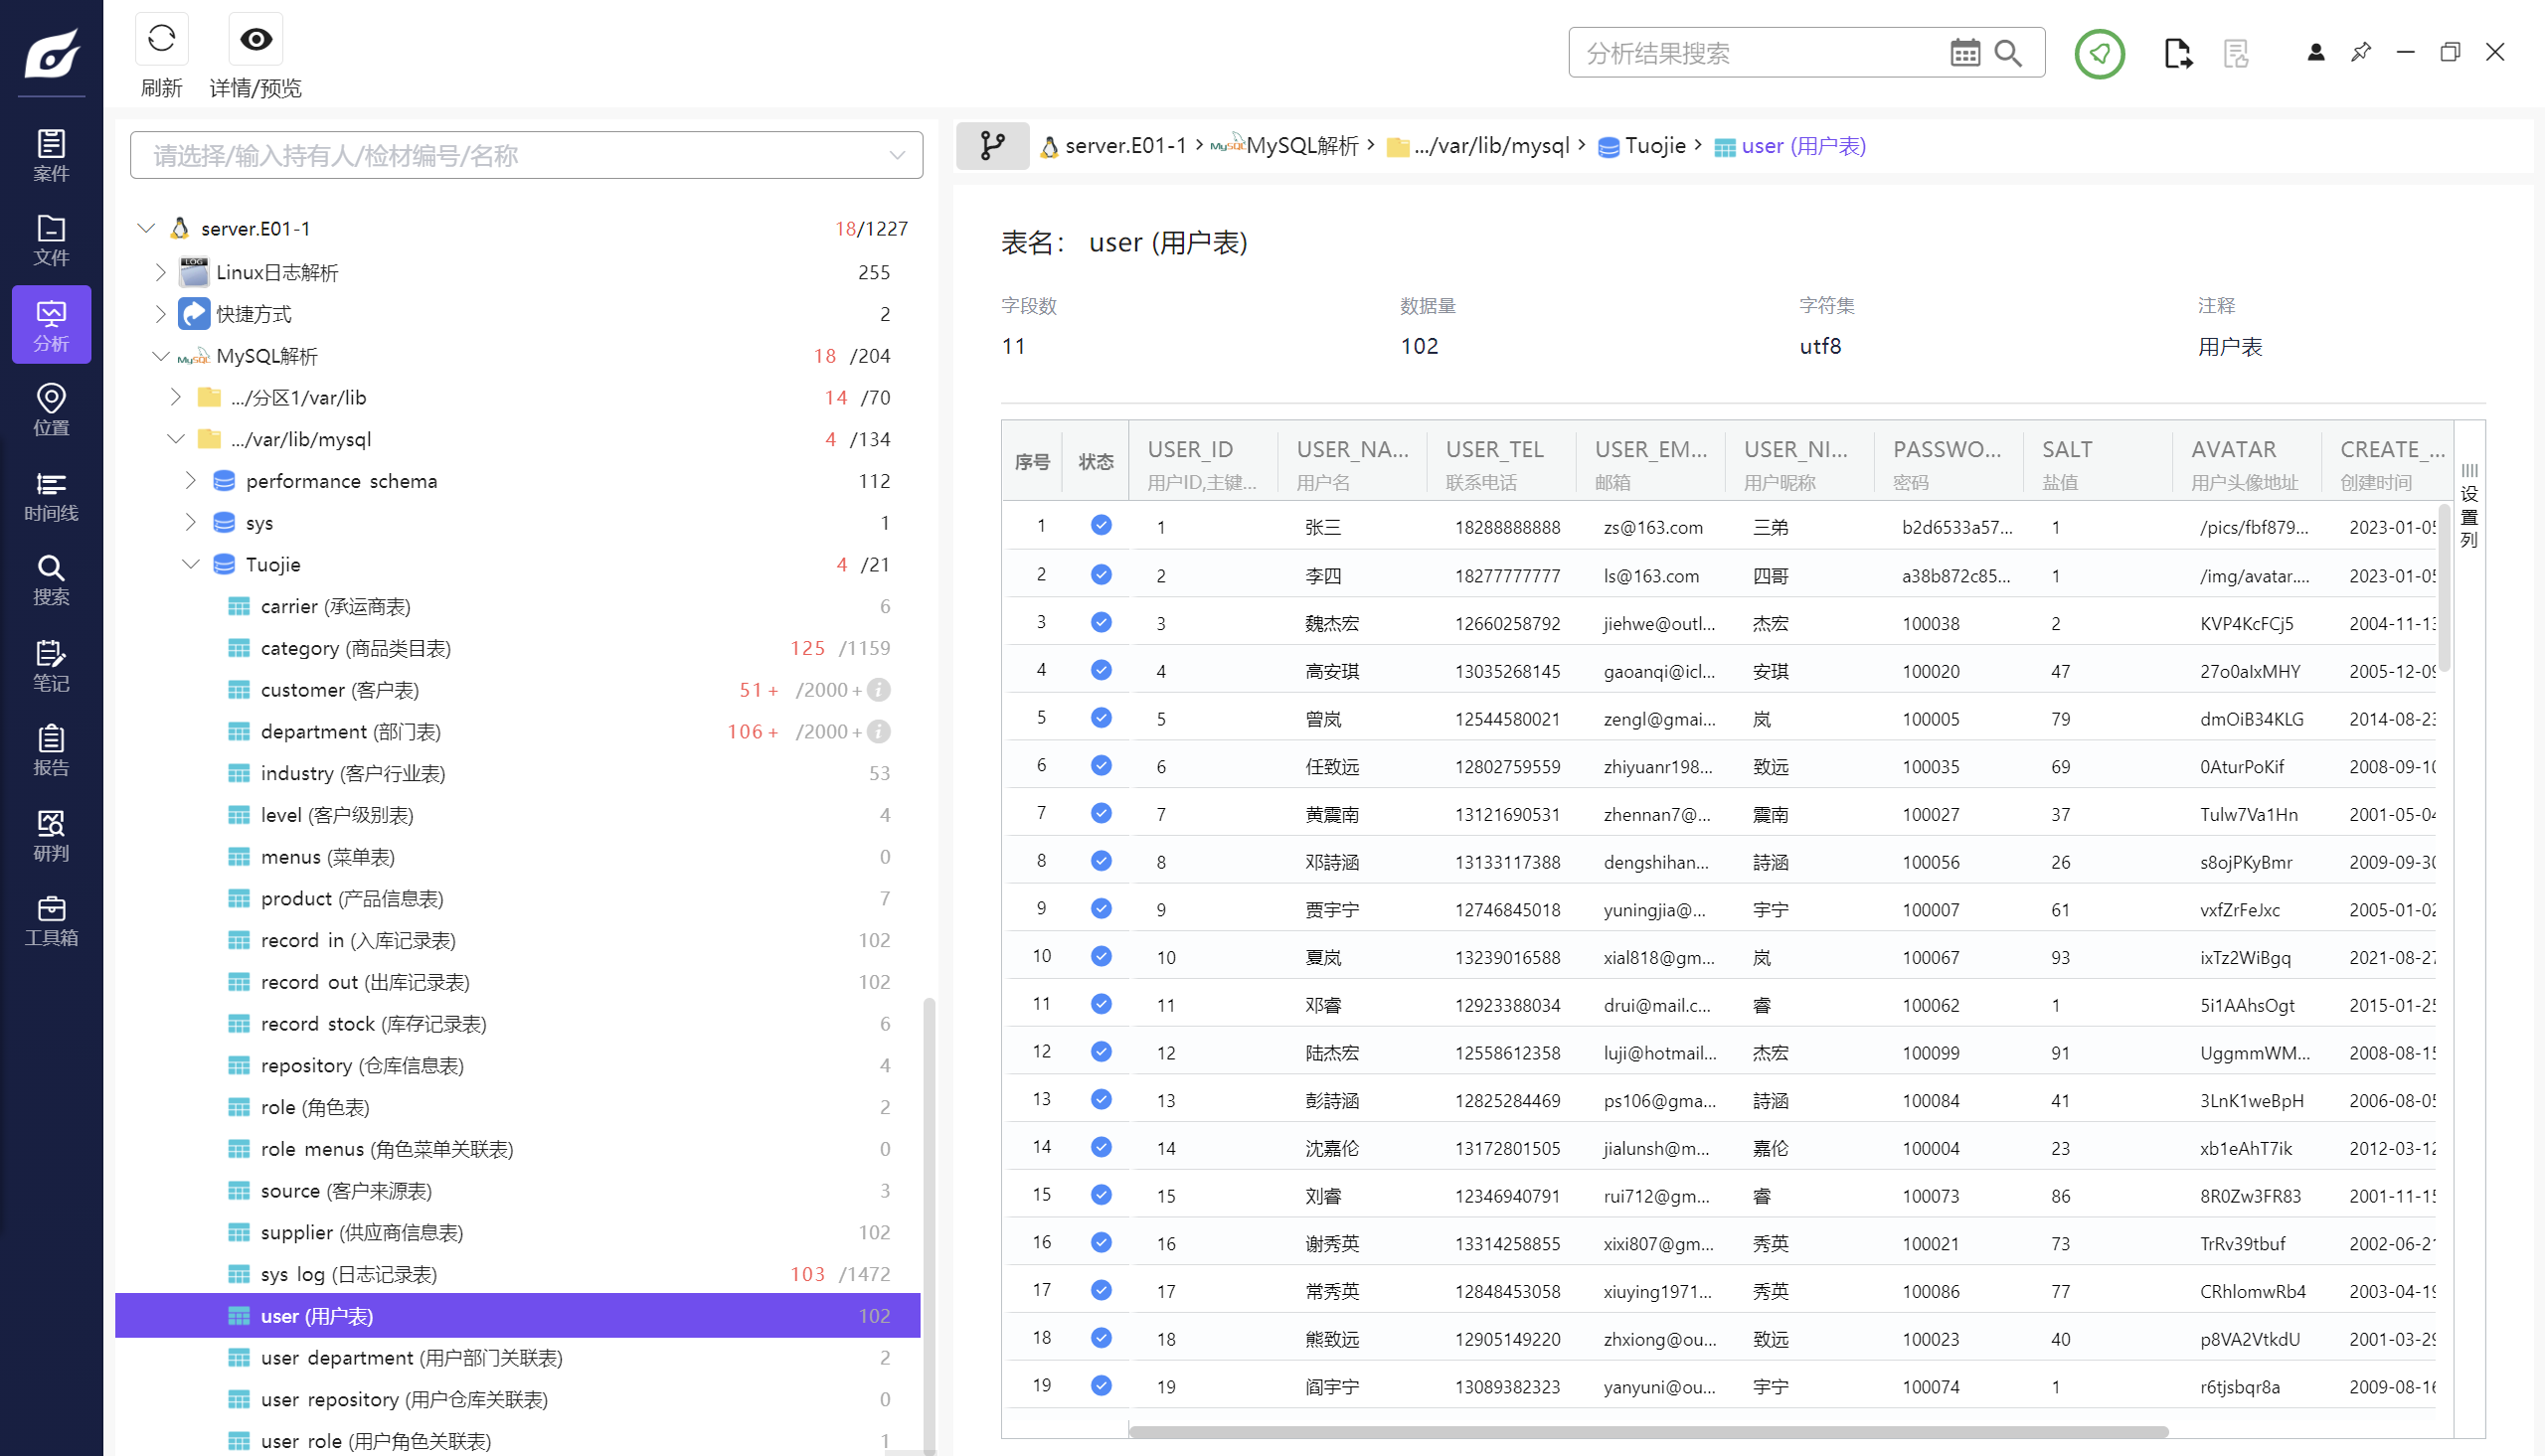 刷新
详情/预览
分析结果搜索
案件
文件
分析
位置
时间线
搜索
笔记
报告
研判
工具箱
请选择/输入持有人/检材编号/名称
server.E01-1 18/1227
LOG Linux日志解析 255
快捷方式 2
MySQL MySQL解析 18 /204
.../分区1/var/lib 14 /70
.../var/lib/mysql 4 /134
performance schema 112
sys 1
Tuojie 4 /21
carrier (承运商表) 6
category (商品类目表) 125 /1159
customer (客户表) 51 + /2000 +
department (部门表) 106 + /2000 +
industry (客户行业表) 53
level (客户级别表) 4
menus (菜单表) 0
product (产品信息表) 7
record in (入库记录表) 102
record out (出库记录表) 102
record stock (库存记录表) 6
repository (仓库信息表) 4
role (角色表) 2
role menus (角色菜单关联表) 0
source (客户来源表) 3
supplier (供应商信息表) 102
sys log (日志记录表) 103 /1472
user (用户表) 102
user department (用户部门关联表) 2
user repository (用户仓库关联表) 0
user role (用户角色关联表) 1
server.E01-1 > MySQL MySQL解析 > .../var/lib/mysql > Tuojie > user (用户表)
表名： user (用户表)
字段数 数据量 字符集 注释
11 102 utf8 用户表
序号 状态 USER_ID USER_NA... USER_TEL USER_EM... USER_NI... PASSWO... SALT AVATAR CREATE_...
用户ID,主键... 用户名 联系电话 邮箱 用户昵称 密码 盐值 用户头像地址 创建时间
设置列
1 1 张三 18288888888 zs@163.com 三弟 b2d6533a57... 1 /pics/fbf879... 2023-01-05
2 2 李四 18277777777 ls@163.com 四哥 a38b872c85... 1 /img/avatar.... 2023-01-05
3 3 魏杰宏 12660258792 jiehwe@outl... 杰宏 100038 2 KVP4KcFCj5 2004-11-13
4 4 高安琪 13035268145 gaoanqi@icl... 安琪 100020 47 27o0aIxMHY 2005-12-09
5 5 曾岚 12544580021 zengl@gmai... 岚 100005 79 dmOiB34KLG 2014-08-23
6 6 任致远 12802759559 zhiyuanr198... 致远 100035 69 0AturPoKif 2008-09-10
7 7 黄震南 13121690531 zhennan7@... 震南 100027 37 Tulw7Va1Hn 2001-05-04
8 8 邓詩涵 13133117388 dengshihan... 詩涵 100056 26 s8ojPKyBmr 2009-09-30
9 9 贾宇宁 12746845018 yuningjia@... 宇宁 100007 61 vxfZrFeJxc 2005-01-02
10 10 夏岚 13239016588 xial818@gm... 岚 100067 93 ixTz2WiBgq 2021-08-27
11 11 邓睿 12923388034 drui@mail.c... 睿 100062 1 5i1AAhsOgt 2015-01-25
12 12 陆杰宏 12558612358 luji@hotmail... 杰宏 100099 91 UggmmWM... 2008-08-15
13 13 彭詩涵 12825284469 ps106@gma... 詩涵 100084 41 3LnK1weBpH 2006-08-05
14 14 沈嘉伦 13172801505 jialunsh@m... 嘉伦 100004 23 xb1eAhT7ik 2012-03-12
15 15 刘睿 12346940791 rui712@gm... 睿 100073 86 8R0Zw3FR83 2001-11-15
16 16 谢秀英 13314258855 xixi807@gm... 秀英 100021 73 TrRv39tbuf 2002-06-21
17 17 常秀英 12848453058 xiuying1971... 秀英 100086 77 CRhlomwRb4 2003-04-19
18 18 熊致远 12905149220 zhxiong@ou... 致远 100023 40 p8VA2VtkdU 2001-03-29
19 19 阎宇宁 13089382323 yanyuni@ou... 宇宁 100074 1 r6tjsbqr8a 2009-08-16